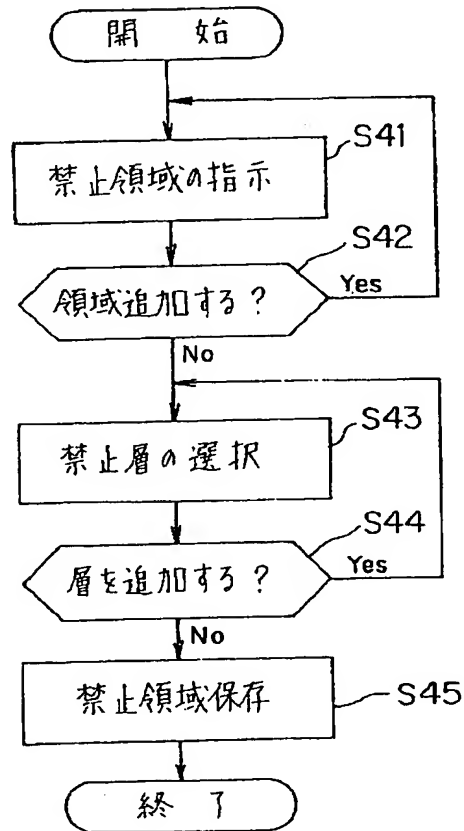 開 始
S41
禁止領域の指示
S42
領域追加する?
Yes
No
S43
禁止層の選択
S44
層を追加する?
Yes
No
禁止領域保存
S45
終 了